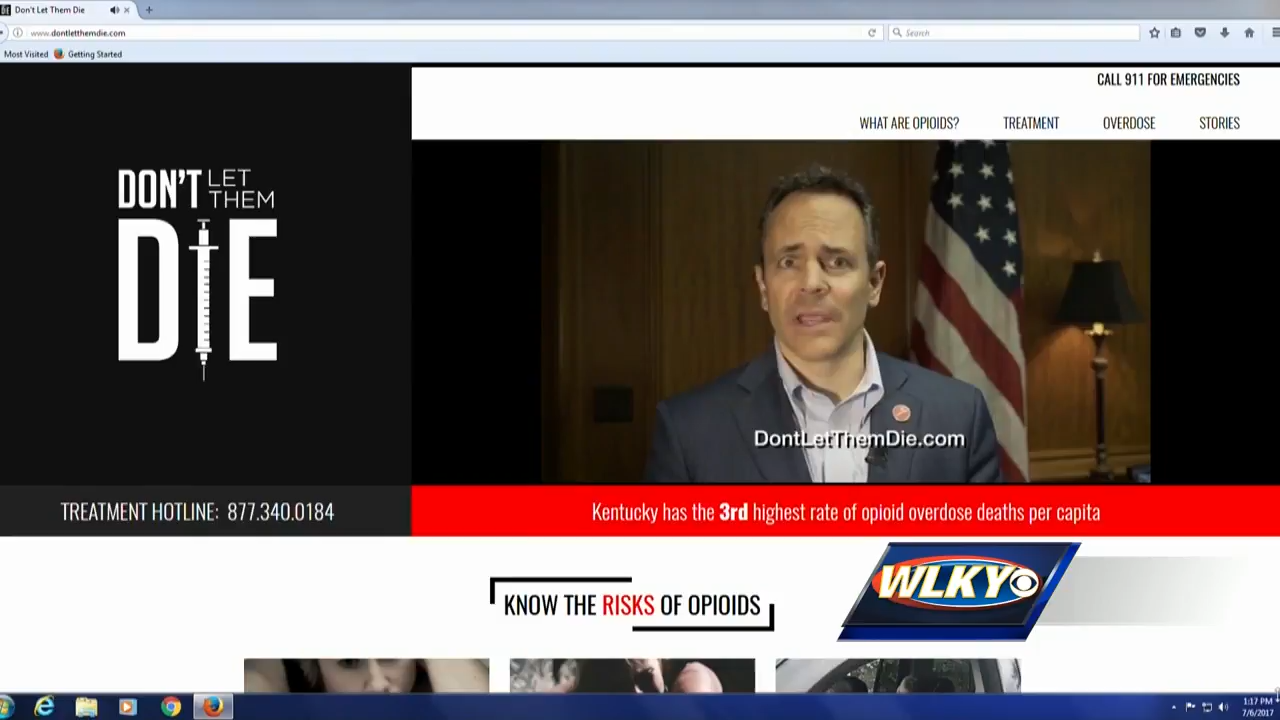 Don't Let Them Die
www.dontletthemdie.com
Search
Most Visited
Getting Started
CALL 911 FOR EMERGENCIES
WHAT ARE OPIOIDS?
TREATMENT
OVERDOSE
STORIES
DON'T LET THEM
DIE
DontLetThemDie.com
TREATMENT HOTLINE: 877.340.0184
Kentucky has the 3rd highest rate of opioid overdose deaths per capita
KNOW THE RISKS OF OPIOIDS
WLKY
1:17 PM
7/6/2017